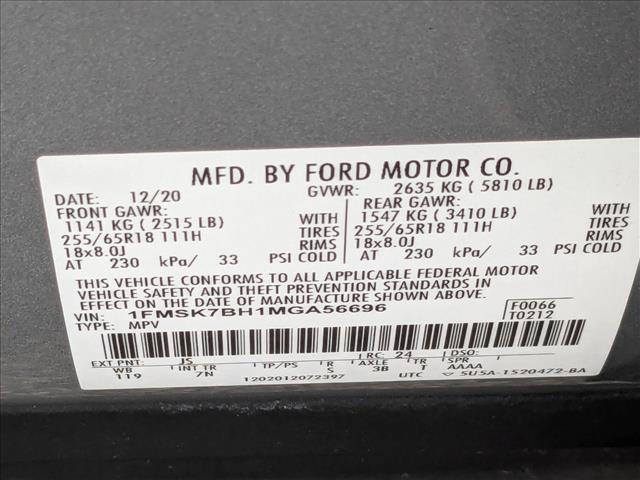 MFD. BY FORD MOTOR CO.
DATE: 12/20 GVWR: 2635 KG ( 5810 LB)
FRONT GAWR: WITH REAR GAWR: WITH
1141 KG ( 2515 LB) TIRES 1547 KG ( 3410 LB) TIRES
255/65R18 111H RIMS 255/65R18 111H RIMS
18x8.0J 18x8.0J
AT 230 kPa/ 33 PSI COLD AT 230 kPa/ 33 PSI COLD
THIS VEHICLE CONFORMS TO ALL APPLICABLE FEDERAL MOTOR
VEHICLE SAFETY AND THEFT PREVENTION STANDARDS IN EFFECT ON
THE DATE OF MANUFACTURE SHOWN ABOVE.
VIN: 1FMSK7BH1MGA56696 F0066
TYPE: MPV T0212
EXT PNT: JS RC: 24 DSO:
WB INT TR TP/PS R AXLE TR SPR
119 7N S 3B T AAAA
1202012072397 UTC 5U5A-1520472-BA